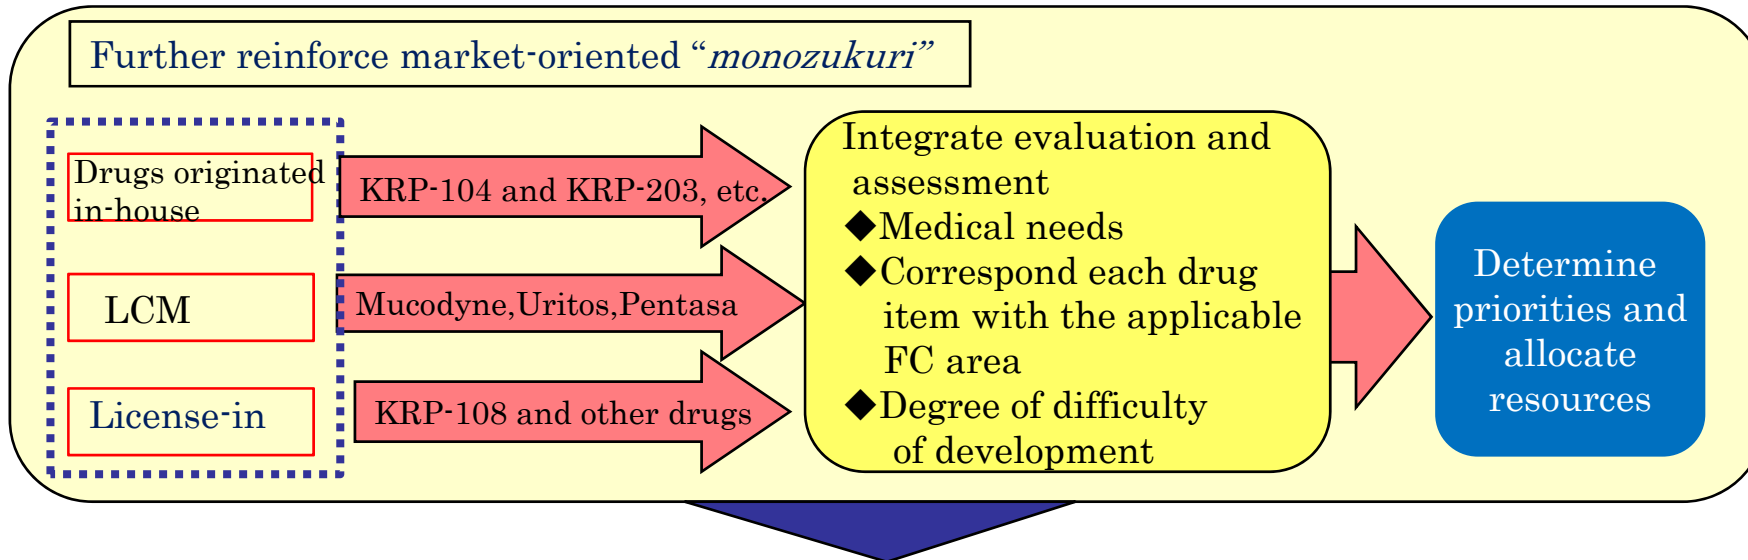 Further reinforce market-oriented “monozukuri”
Drugs originated
in-house
KRP-104 and KRP-203, etc.
LCM
Mucodyne,Uritos,Pentasa
License-in
KRP-108 and other drugs
Integrate evaluation and
assessment
◆Medical needs
◆Correspond each drug
item with the applicable
FC area
◆Degree of difficulty
of development
Determine
priorities and
allocate
resources